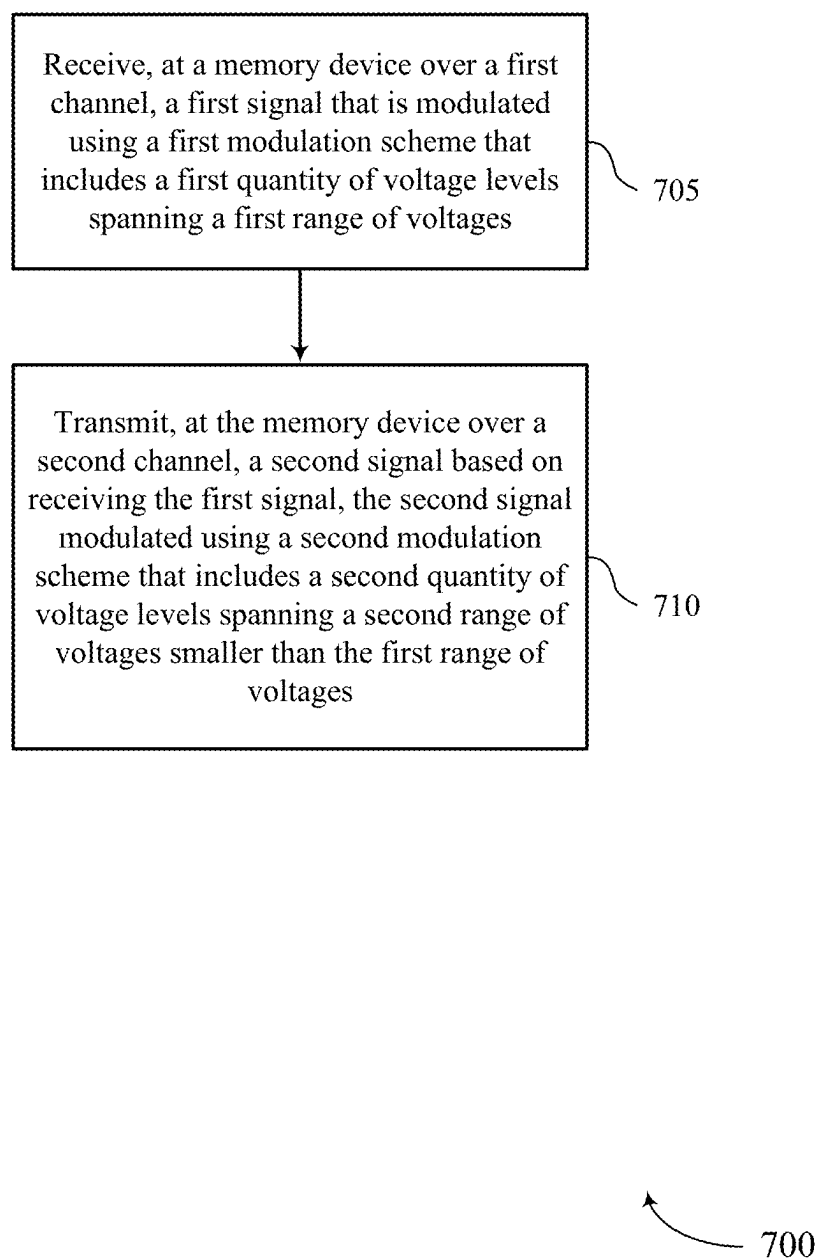 Receive, at a memory device over a first
channel, a first signal that is modulated
using a first modulation scheme that
includes a first quantity of voltage levels
spanning a first range of voltages
705
Transmit, at the memory device over a
second channel, a second signal based on
receiving the first signal, the second signal
modulated using a second modulation
scheme that includes a second quantity of
voltage levels spanning a second range of
voltages smaller than the first range of
voltages
710
700